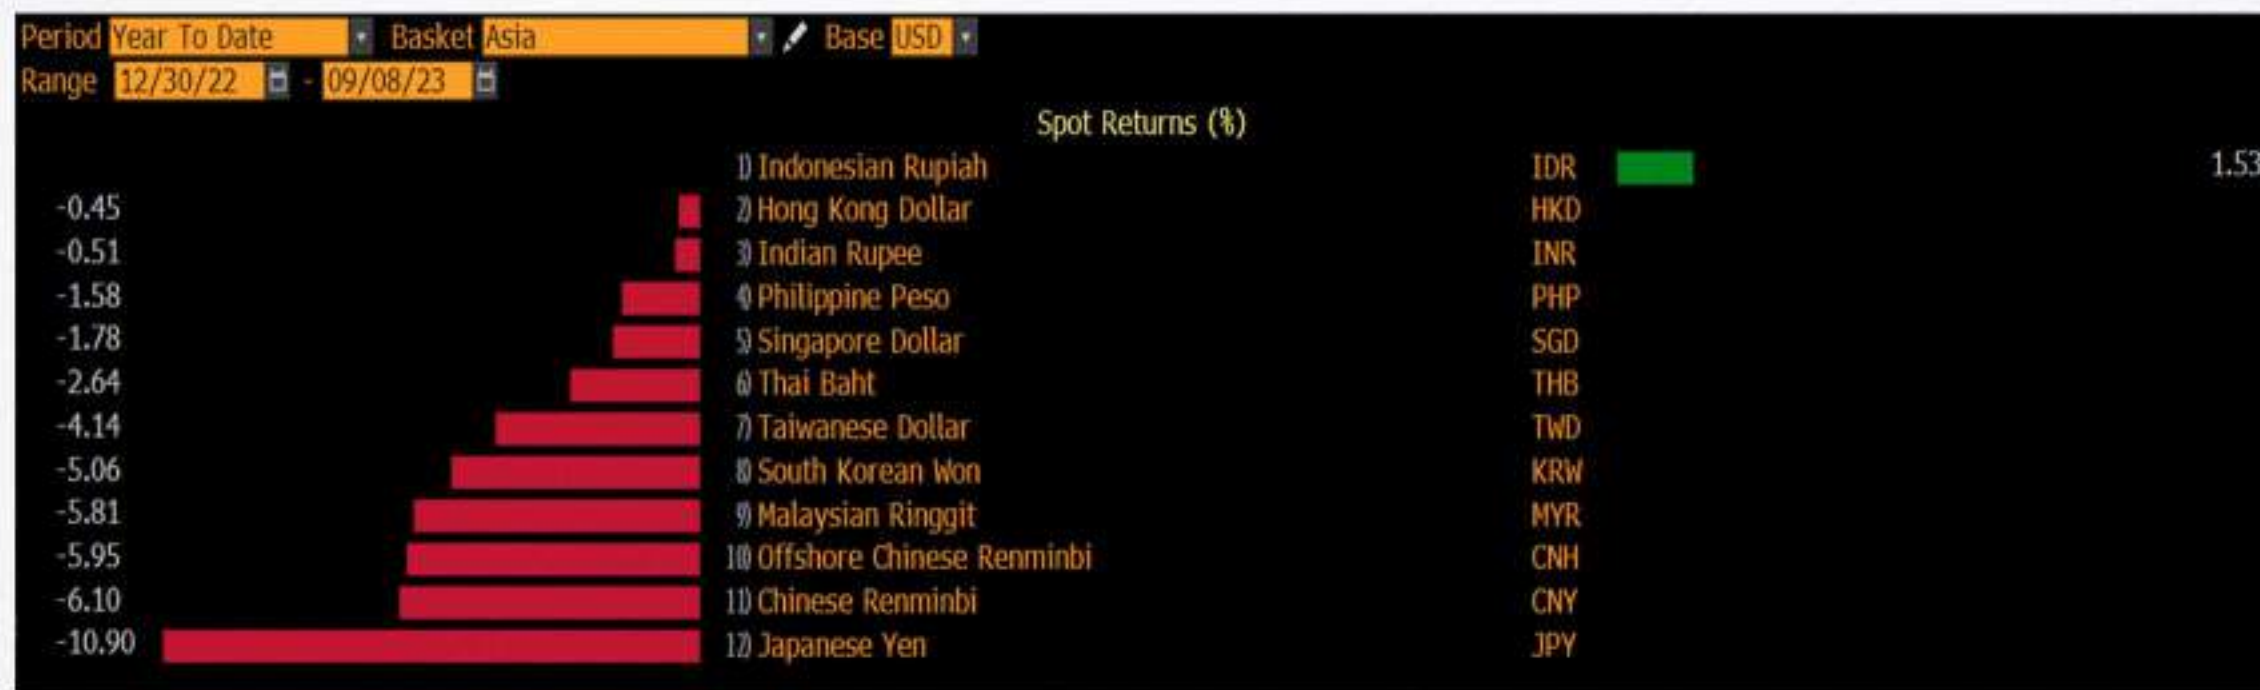 Period Year To Date Basket Asia Base USD
Range 12/30/22 - 09/08/23
Spot Returns (%)
1) Indonesian Rupiah IDR 1.53
-0.45 2) Hong Kong Dollar HKD
-0.51 3) Indian Rupee INR
-1.58 4) Philippine Peso PHP
-1.78 5) Singapore Dollar SGD
-2.64 6) Thai Baht THB
-4.14 7) Taiwanese Dollar TWD
-5.06 8) South Korean Won KRW
-5.81 9) Malaysian Ringgit MYR
-5.95 10) Offshore Chinese Renminbi CNH
-6.10 11) Chinese Renminbi CNY
-10.90 12) Japanese Yen JPY